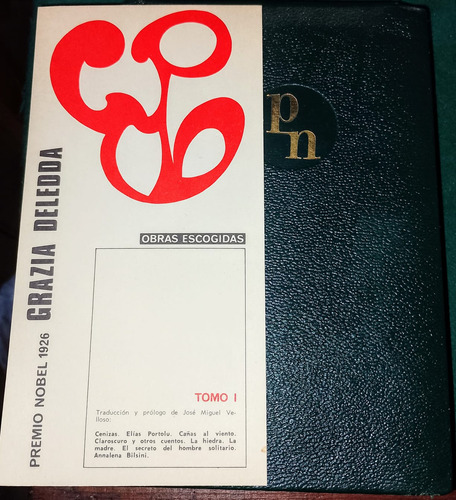 pn
GRAZIA DELEDDA
PREMIO NOBEL 1926
OBRAS ESCOGIDAS
TOMO I
Traducción y prólogo de José Miguel Ve-
lloso:
Cenizas. Elías Portolu. Cañas al viento.
Claroscuro y otros cuentos. La hiedra. La
madre. El secreto del hombre solitario.
Annalena Bilsini.